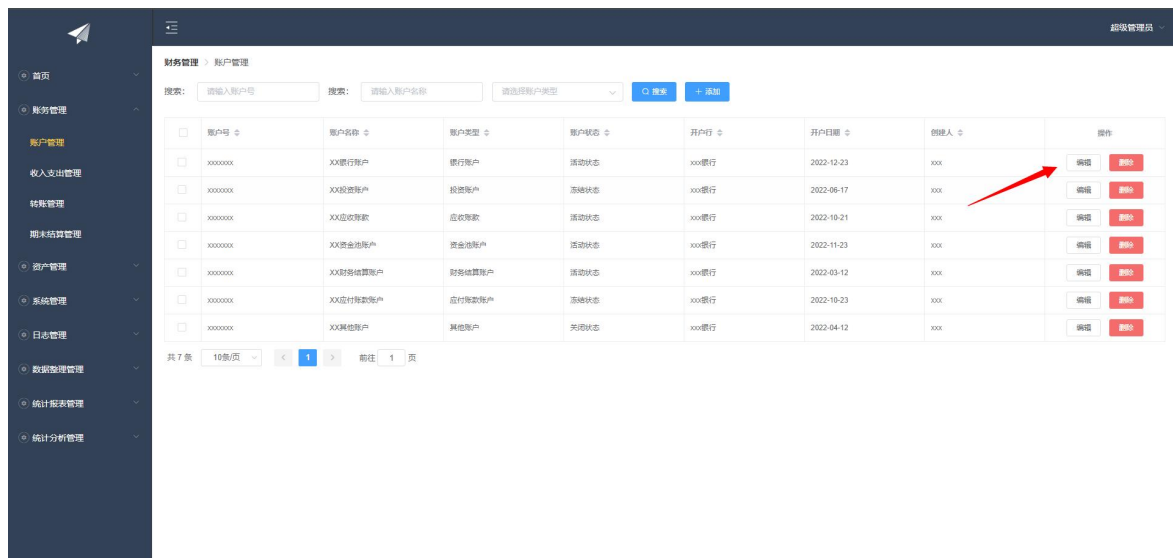 超级管理员
首页
账务管理
账户管理
收入支出管理
转账管理
期末结算管理
资产管理
系统管理
日志管理
数据整理管理
统计报表管理
统计分析管理
财务管理 > 账户管理
搜索: 请输入账户号 搜索: 请输入账户名称 请选择账户类型 搜索 + 添加
账户号 账户名称 账户类型 账户状态 开户行 开户日期 创建人 操作
xxxxxxx XX银行账户 银行账户 活动状态 xxx银行 2022-12-23 xxx 编辑 删除
xxxxxxx XX投资账户 投资账户 冻结状态 xxx银行 2022-06-17 xxx 编辑 删除
xxxxxxx XX应收账款 应收账款 活动状态 xxx银行 2022-10-21 xxx 编辑 删除
xxxxxxx XX资金池账户 资金池账户 活动状态 xxx银行 2022-11-23 xxx 编辑 删除
xxxxxxx XX财务结算账户 财务结算账户 活动状态 xxx银行 2022-03-12 xxx 编辑 删除
xxxxxxx XX应付账款账户 应付账款账户 冻结状态 xxx银行 2022-10-23 xxx 编辑 删除
xxxxxxx XX其他账户 其他账户 关闭状态 xxx银行 2022-04-12 xxx 编辑 删除
共 7 条 10条/页 < 1 > 前往 1 页